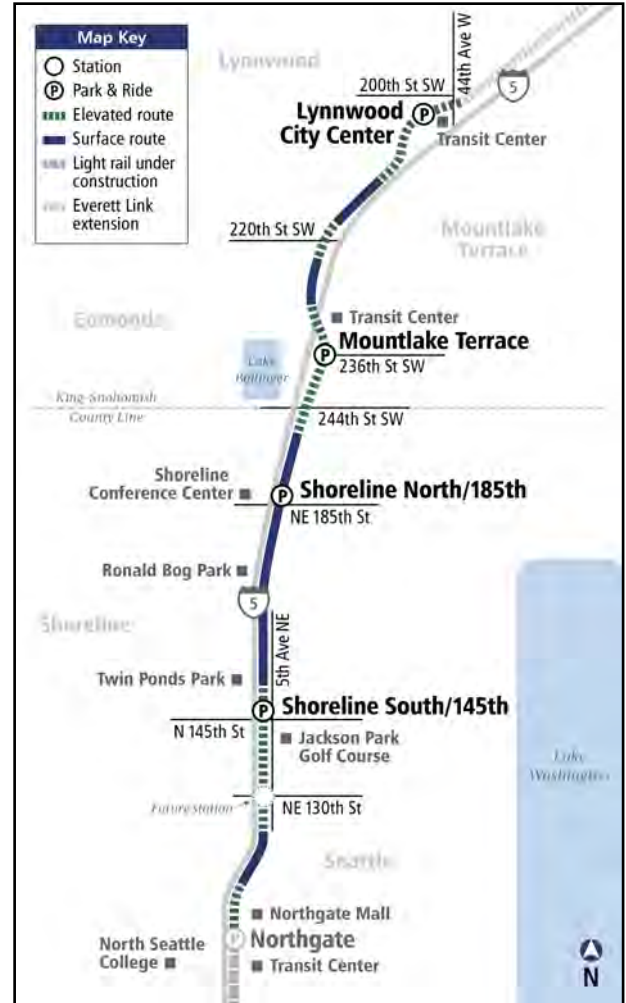 Map Key
Station
P Park & Ride
Elevated route
Surface route
Light rail under
construction
Everett Link
extension
Lynnwood
44th Ave W
200th St SW
5
Lynnwood
City Center
P
Transit Center
220th St SW
Mountlake
Terrace
Transit Center
Edmonds
P
Mountlake Terrace
236th St SW
Lake
Ballinger
King-Snohomish
County Line
244th St SW
Shoreline
Conference Center
P
Shoreline North/185th
NE 185th St
Ronald Bog Park
5
Shoreline
5th Ave NE
Twin Ponds Park
P
Shoreline South/145th
N 145th St
Jackson Park
Golf Course
Lake
Washington
Future Station
NE 130th St
Seattle
Northgate Mall
P
Northgate
North Seattle
College
Transit Center
N